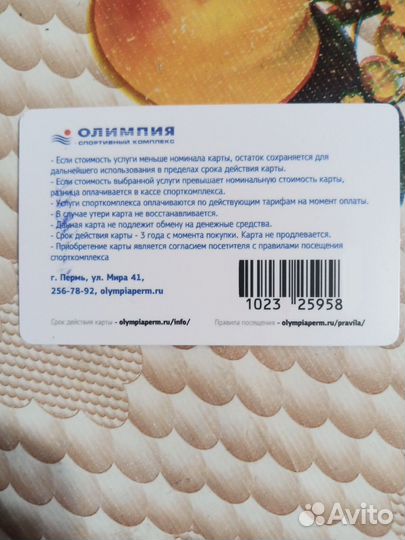 ОЛИМПИЯ
СПОРТИВНЫЙ КОМПЛЕКС
- Если стоимость услуги меньше номинала карты, остаток сохраняется для
дальнейшего использования в пределах срока действия карты.
- Если стоимость выбранной услуги превышает номинальную стоимость карты,
разница оплачивается в кассе спорткомплекса.
- Услуги спорткомплекса оплачиваются по действующим тарифам на момент оплаты.
- В случае утери карта не восстанавливается.
- Данная карта не подлежит обмену на денежные средства.
- Срок действия карты - 3 года с момента покупки. Карта не продлевается.
- Приобретение карты является согласием посетителя с правилами посещения
спорткомплекса
г. Пермь, ул. Мира 41,
256-78-92, olympiaperm.ru
1023 25958
Срок действия карты - olympiaperm.ru/info/
Правила посещения - olympiaperm.ru/pravila/
Avito